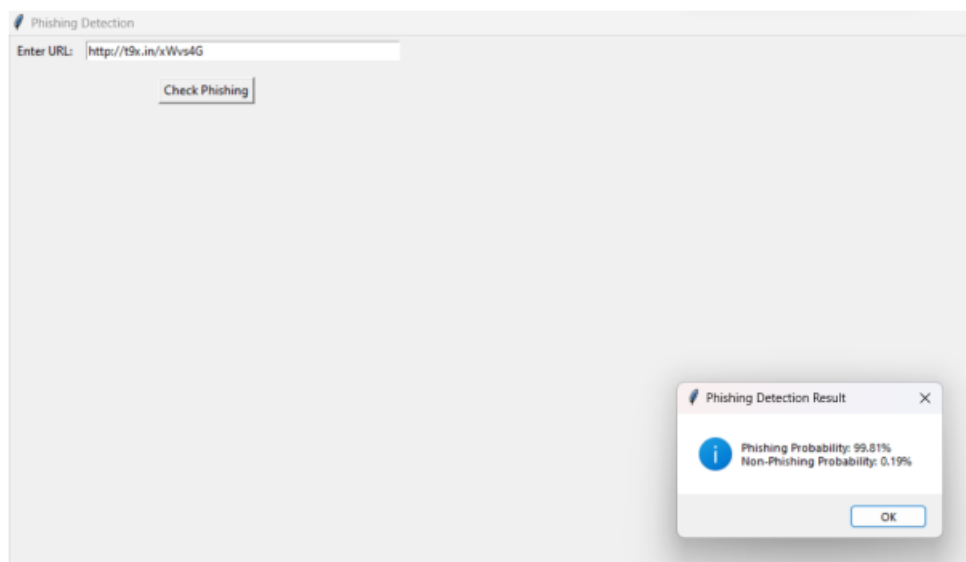 Phishing Detection
Enter URL: http://t9x.in/xWvs4G
Check Phishing
Phishing Detection Result
Phishing Probability: 99.81%
Non-Phishing Probability: 0.19%
OK